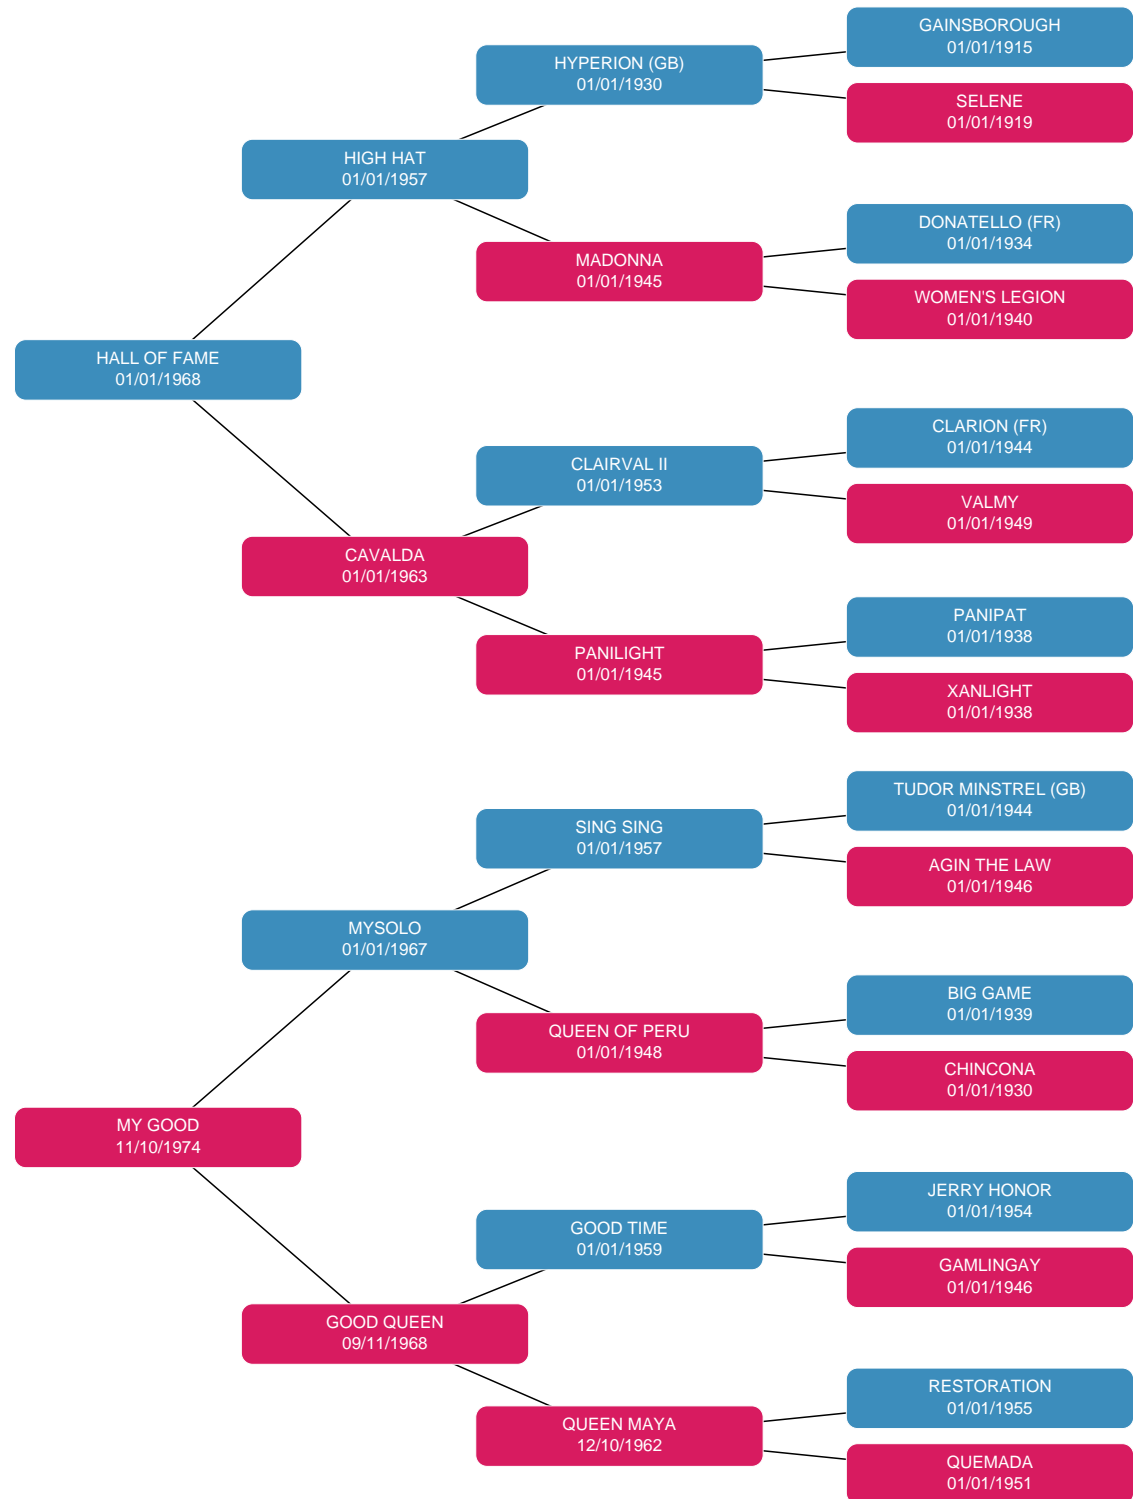 GAINSBOROUGH
01/01/1915
HYPERION (GB)
01/01/1930
SELENE
01/01/1919
HIGH HAT
01/01/1957
DONATELLO (FR)
01/01/1934
MADONNA
01/01/1945
WOMEN'S LEGION
01/01/1940
HALL OF FAME
01/01/1968
CLARION (FR)
01/01/1944
CLAIRVAL II
01/01/1953
VALMY
01/01/1949
CAVALDA
01/01/1963
PANIPAT
01/01/1938
PANILIGHT
01/01/1945
XANLIGHT
01/01/1938
TUDOR MINSTREL (GB)
01/01/1944
SING SING
01/01/1957
AGIN THE LAW
01/01/1946
MYSOLO
01/01/1967
BIG GAME
01/01/1939
QUEEN OF PERU
01/01/1948
CHINCONA
01/01/1930
MY GOOD
11/10/1974
JERRY HONOR
01/01/1954
GOOD TIME
01/01/1959
GAMLINGAY
01/01/1946
GOOD QUEEN
09/11/1968
RESTORATION
01/01/1955
QUEEN MAYA
12/10/1962
QUEMADA
01/01/1951